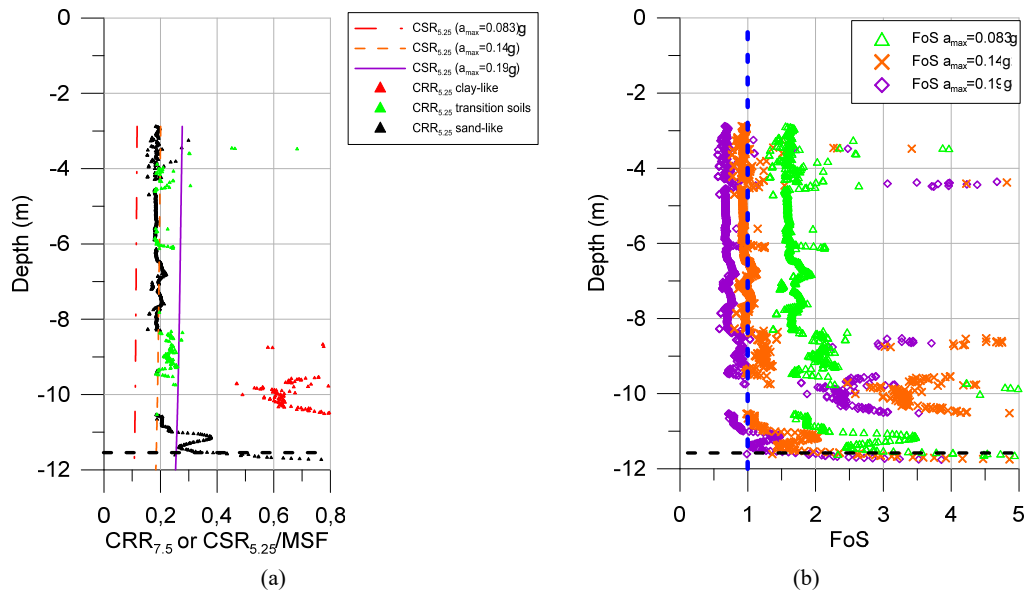 0
-2
-4
-6
-8
-10
-12
Depth (m)
0 0,2 0,4 0,6 0,8
CRR7.5 or CSR5.25/MSF
(a)
CSR5.25 (amax=0.083)g
CSR5.25 (amax=0.14g)
CSR5.25 (amax=0.19g)
CRR5.25 clay-like
CRR5.25 transition soils
CRR5.25 sand-like
0
-2
-4
-6
-8
-10
-12
Depth (m)
0 1 2 3 4 5
FoS
(b)
FoS amax=0.083g
FoS amax=0.14g
FoS amax=0.19g